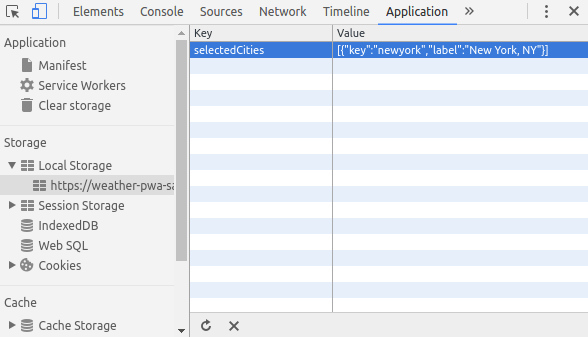 Elements Console Sources Network Timeline Application »
Application
Manifest
Service Workers
Clear storage
Storage
Local Storage
https://weather-pwa-sa
Session Storage
IndexedDB
Web SQL
Cookies
Cache
Cache Storage
Key Value
selectedCities [{"key":"newyork","label":"New York, NY"}]